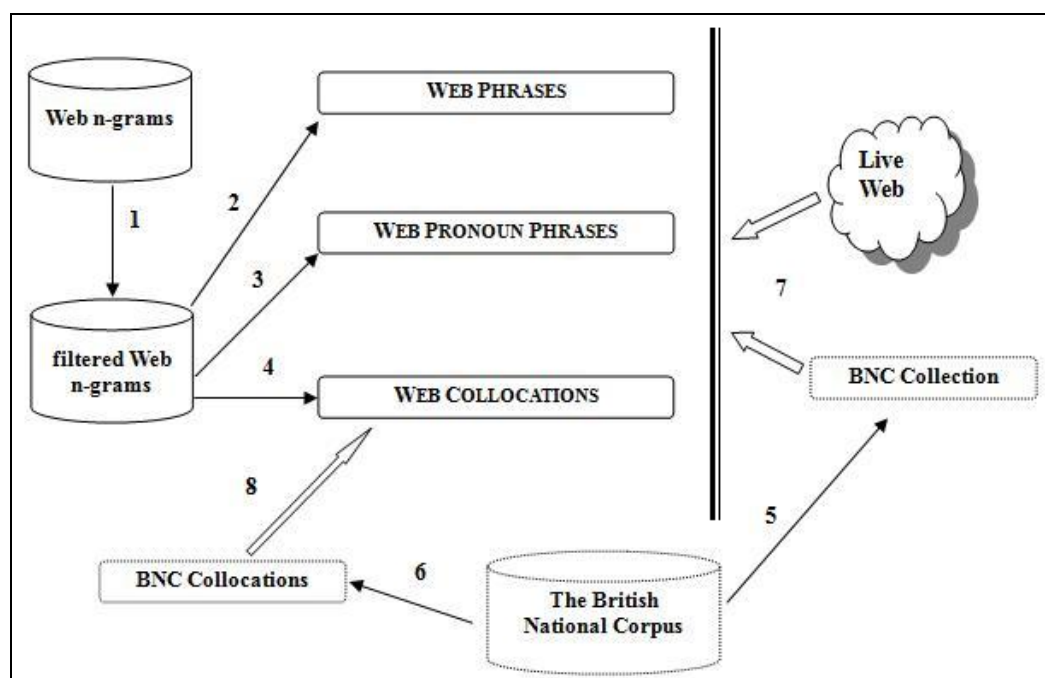 Web n-grams
WEB PHRASES
Live
Web
1
2
WEB PRONOUN PHRASES
3
7
filtered Web
n-grams
4
WEB COLLOCATIONS
BNC Collection
8
5
BNC Collocations
6
The British
National Corpus